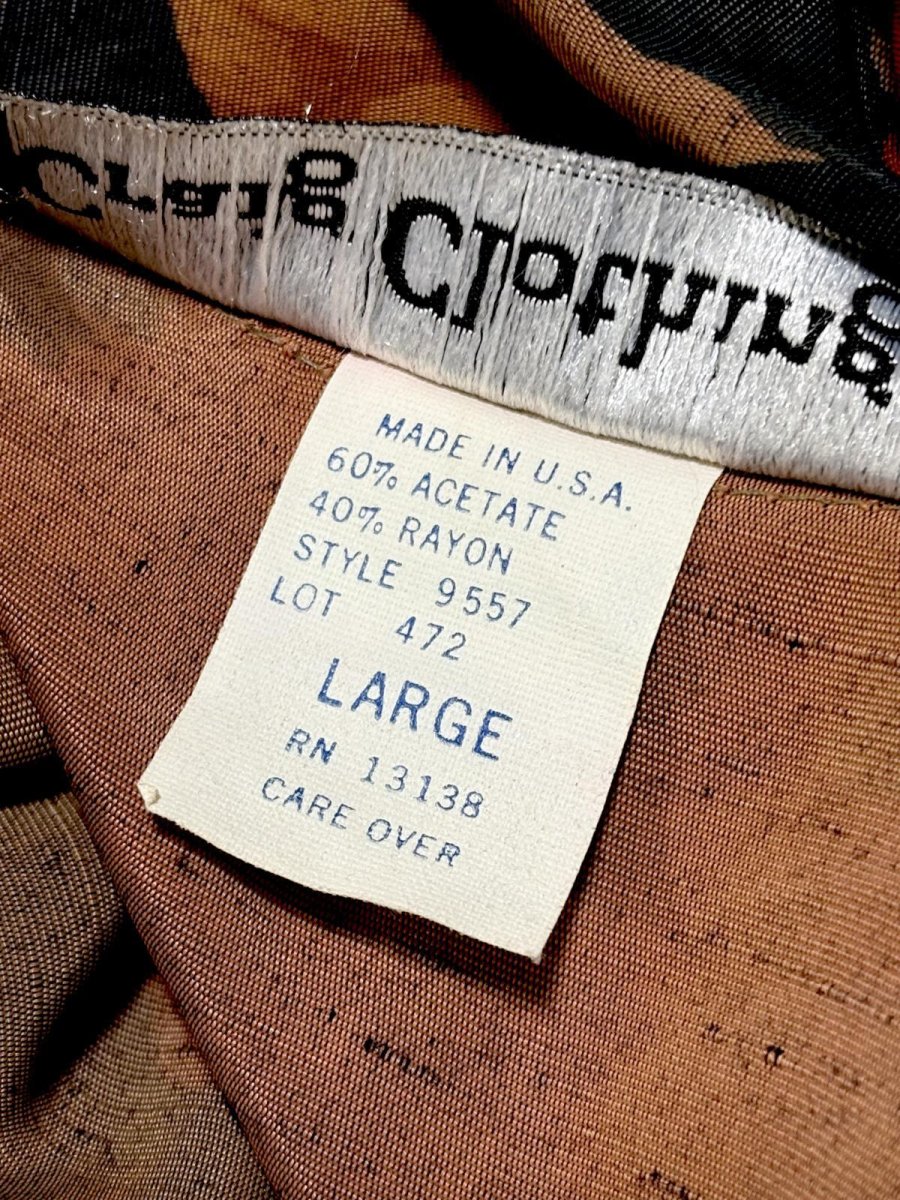 Clothing
MADE IN U.S.A.
60% ACETATE
40% RAYON
STYLE 9557
LOT 472
LARGE
RN 13138
CARE OVER